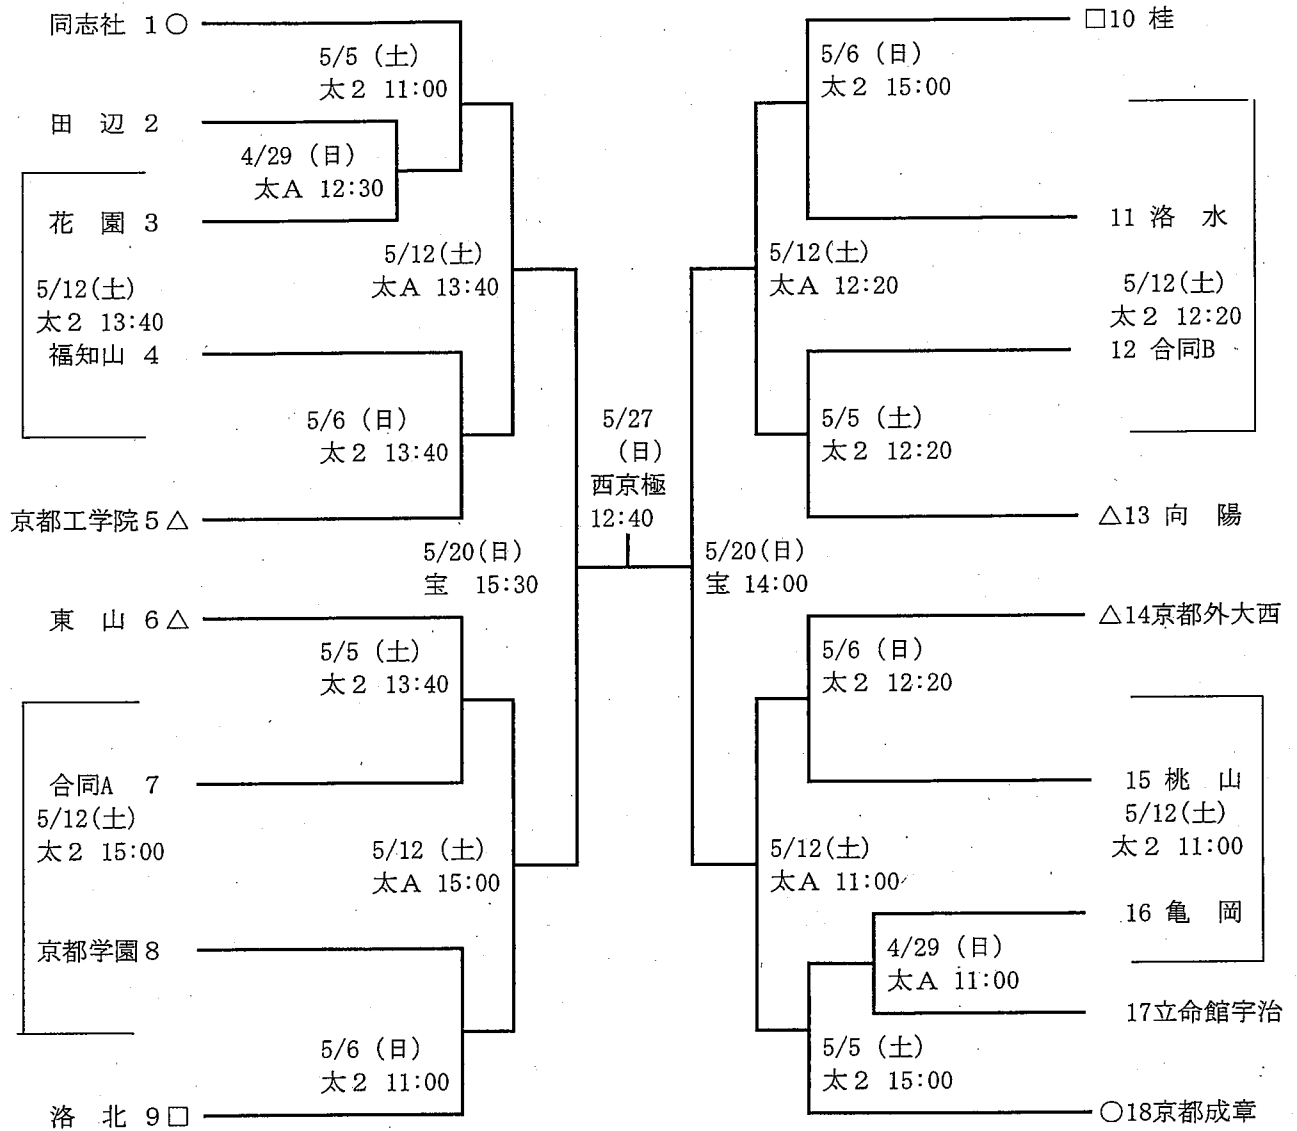 同志社 1○
5/5 (土)
太2 11:00
田 辺 2
4/29 (日)
太A 12:30
花 園 3
5/12(土)
太2 13:40
5/12(土)
太A 13:40
福知山 4
5/6 (日)
太2 13:40
京都工学院5△
5/20(日)
宝 15:30
東 山 6△
5/5 (土)
太2 13:40
合同A 7
5/12(土)
太2 15:00
5/12 (土)
太A 15:00
京都学園8
5/6 (日)
太2 11:00
洛 北 9□
5/27
(日)
西京極
12:40
□10 桂
5/6 (日)
太2 15:00
11 洛 水
5/12(土)
太A 12:20
5/12(土)
太2 12:20
12 合同B
5/5 (土)
太2 12:20
△13 向 陽
5/20(日)
宝 14:00
△14京都外大西
5/6 (日)
太2 12:20
15 桃 山
5/12(土)
太2 11:00
5/12(土)
太A 11:00
16 亀 岡
4/29 (日)
太A 11:00
17立命館宇治
5/5 (土)
太2 15:00
○18京都成章